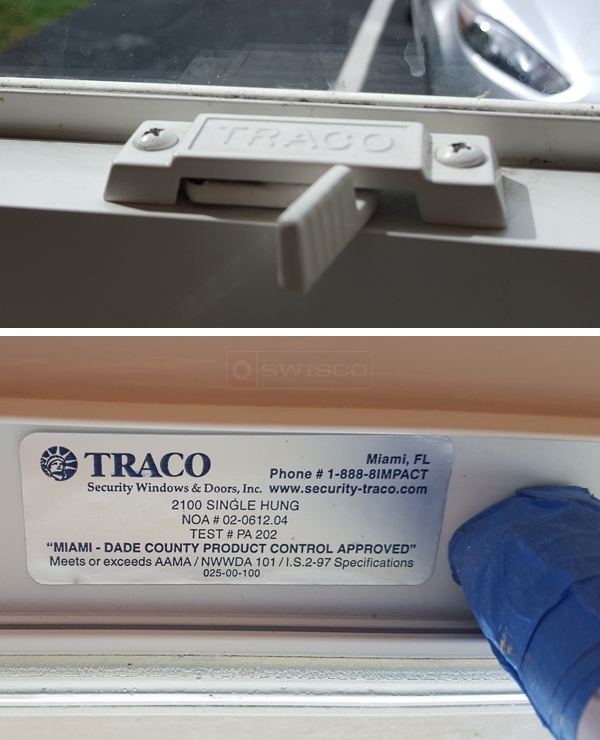 TRACO
SWISCO
TRACO
Security Windows & Doors, Inc.
Miami, FL
Phone # 1-888-8IMPACT
www.security-traco.com
2100 SINGLE HUNG
NOA # 02-0612.04
TEST # PA 202
"MIAMI - DADE COUNTY PRODUCT CONTROL APPROVED"
Meets or exceeds AAMA / NWWDA 101 / I.S.2-97 Specifications
025-00-100